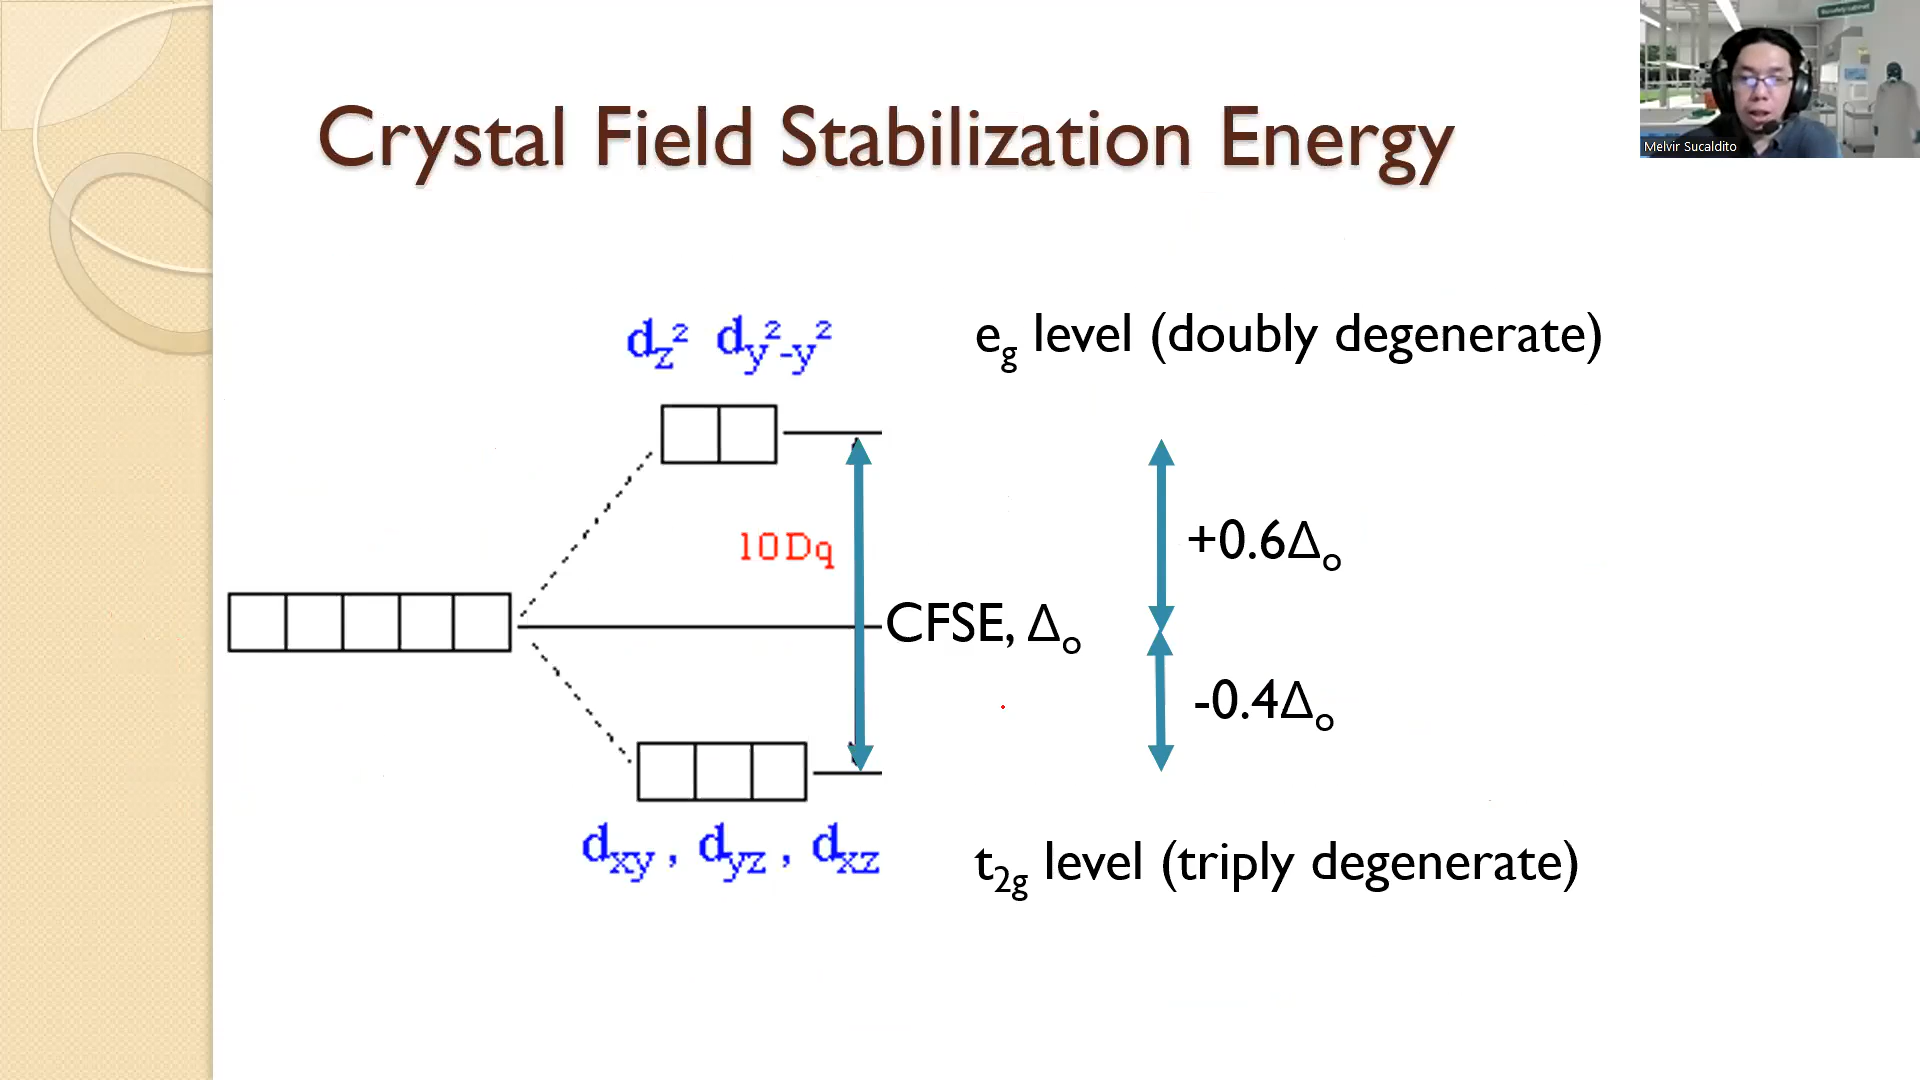 Crystal Field Stabilization Energy
Melvir Sucaldito
d_z² d_y²-y²
e_g level (doubly degenerate)
10Dq
+0.6Δ_o
CFSE, Δ_o
-0.4Δ_o
d_xy , d_yz , d_xz
t_2g level (triply degenerate)